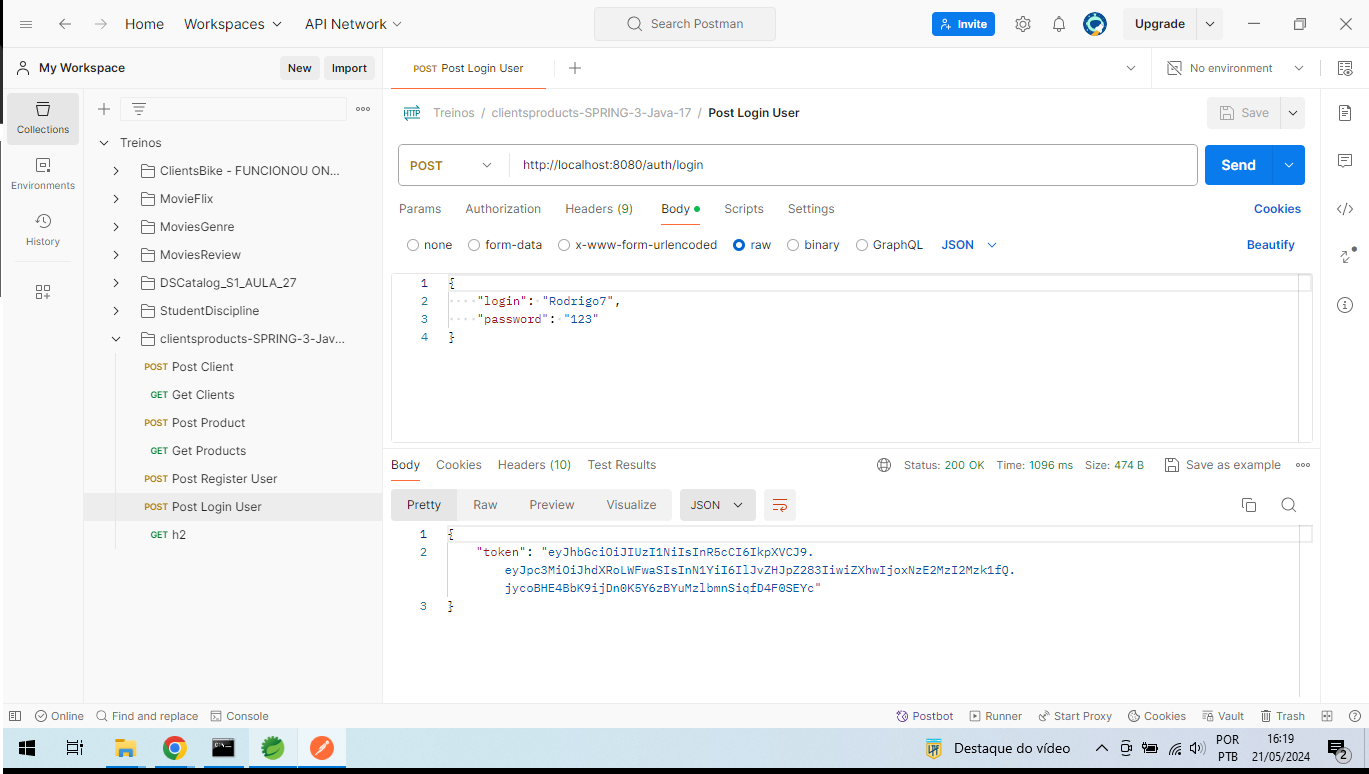 Home Workspaces API Network Search Postman Invite Upgrade
My Workspace New Import
POST Post Login User No environment
Collections
Environments
History
Treinos
ClientsBike - FUNCIONOU ON...
MovieFlix
MoviesGenre
MoviesReview
DSCatalog_S1_AULA_27
StudentDiscipline
clientsproducts-SPRING-3-Jav...
POST Post Client
GET Get Clients
POST Post Product
GET Get Products
POST Post Register User
POST Post Login User
GET h2
HTTP Treinos / clientsproducts-SPRING-3-Java-17 / Post Login User Save
POST http://localhost:8080/auth/login Send
Params Authorization Headers (9) Body Scripts Settings Cookies
none form-data x-www-form-urlencoded raw binary GraphQL JSON Beautify
1 {
2 "login": "Rodrigo7",
3 "password": "123"
4 }
Body Cookies Headers (10) Test Results Status: 200 OK Time: 1096 ms Size: 474 B Save as example
Pretty Raw Preview Visualize JSON
1 {
2 "token": "eyJhbGciOiJIUzI1NiIsInR5cCI6IkpXVCJ9.
eyJpc3MiOiJhdXRoLWFwaSIsInN1YiI6IlJvZHJpZ283IiwiZXhwIjoxNzE2MzI2Mzk1fQ.
jycoBHE4BbK9ijDn0K5Y6zBYuMzlbmnSiqfD4F0SEYc"
3 }
Online Find and replace Console Postbot Runner Start Proxy Cookies Vault Trash
Destaque do vídeo POR 16:19
PTB 21/05/2024 2